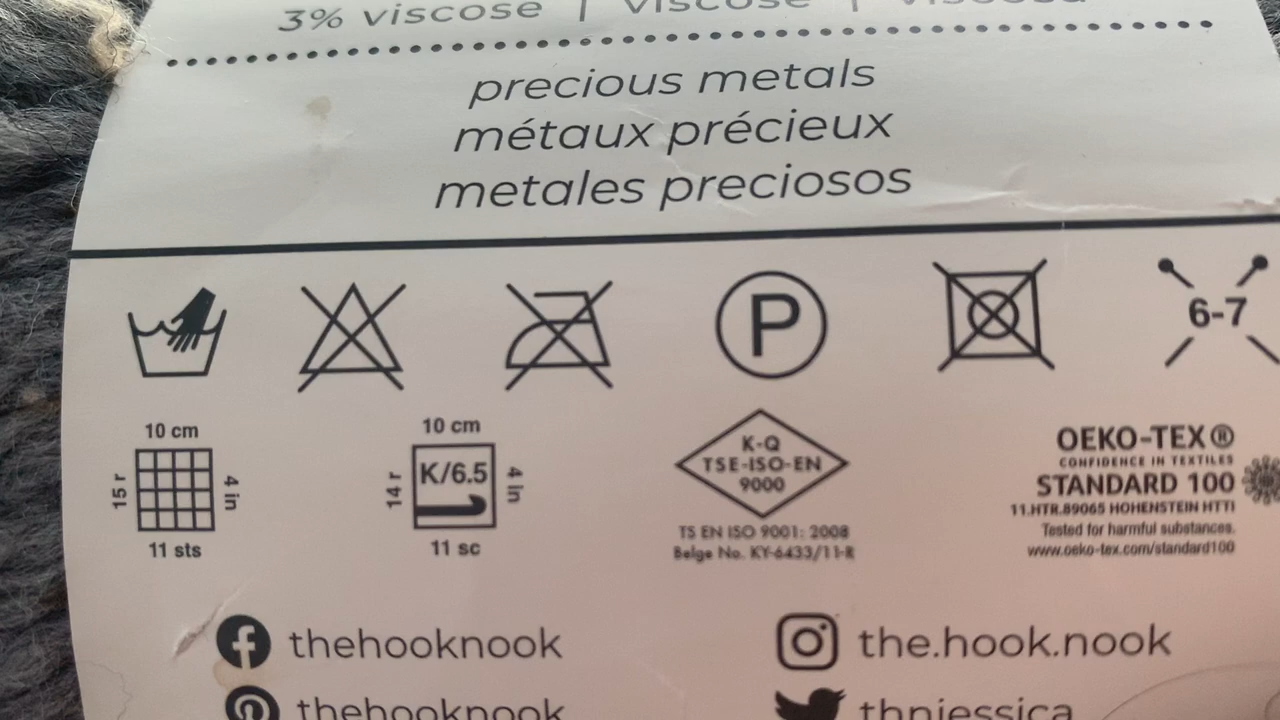 3% viscose | viscose | viscosa
precious metals
métaux précieux
metales preciosos
P
6-7
10 cm
15 r
4 in
11 sts
10 cm
14 r
K/6.5
4 in
11 sc
K-Q
TSE-ISO-EN
9000
TS EN ISO 9001: 2008
Belge No. KY-6433/11-R
OEKO-TEX®
CONFIDENCE IN TEXTILES
STANDARD 100
11.HTR.89065 HOHENSTEIN HTTI
Tested for harmful substances.
www.oeko-tex.com/standard100
thehooknook
the.hook.nook
thehooknook
thnjessica